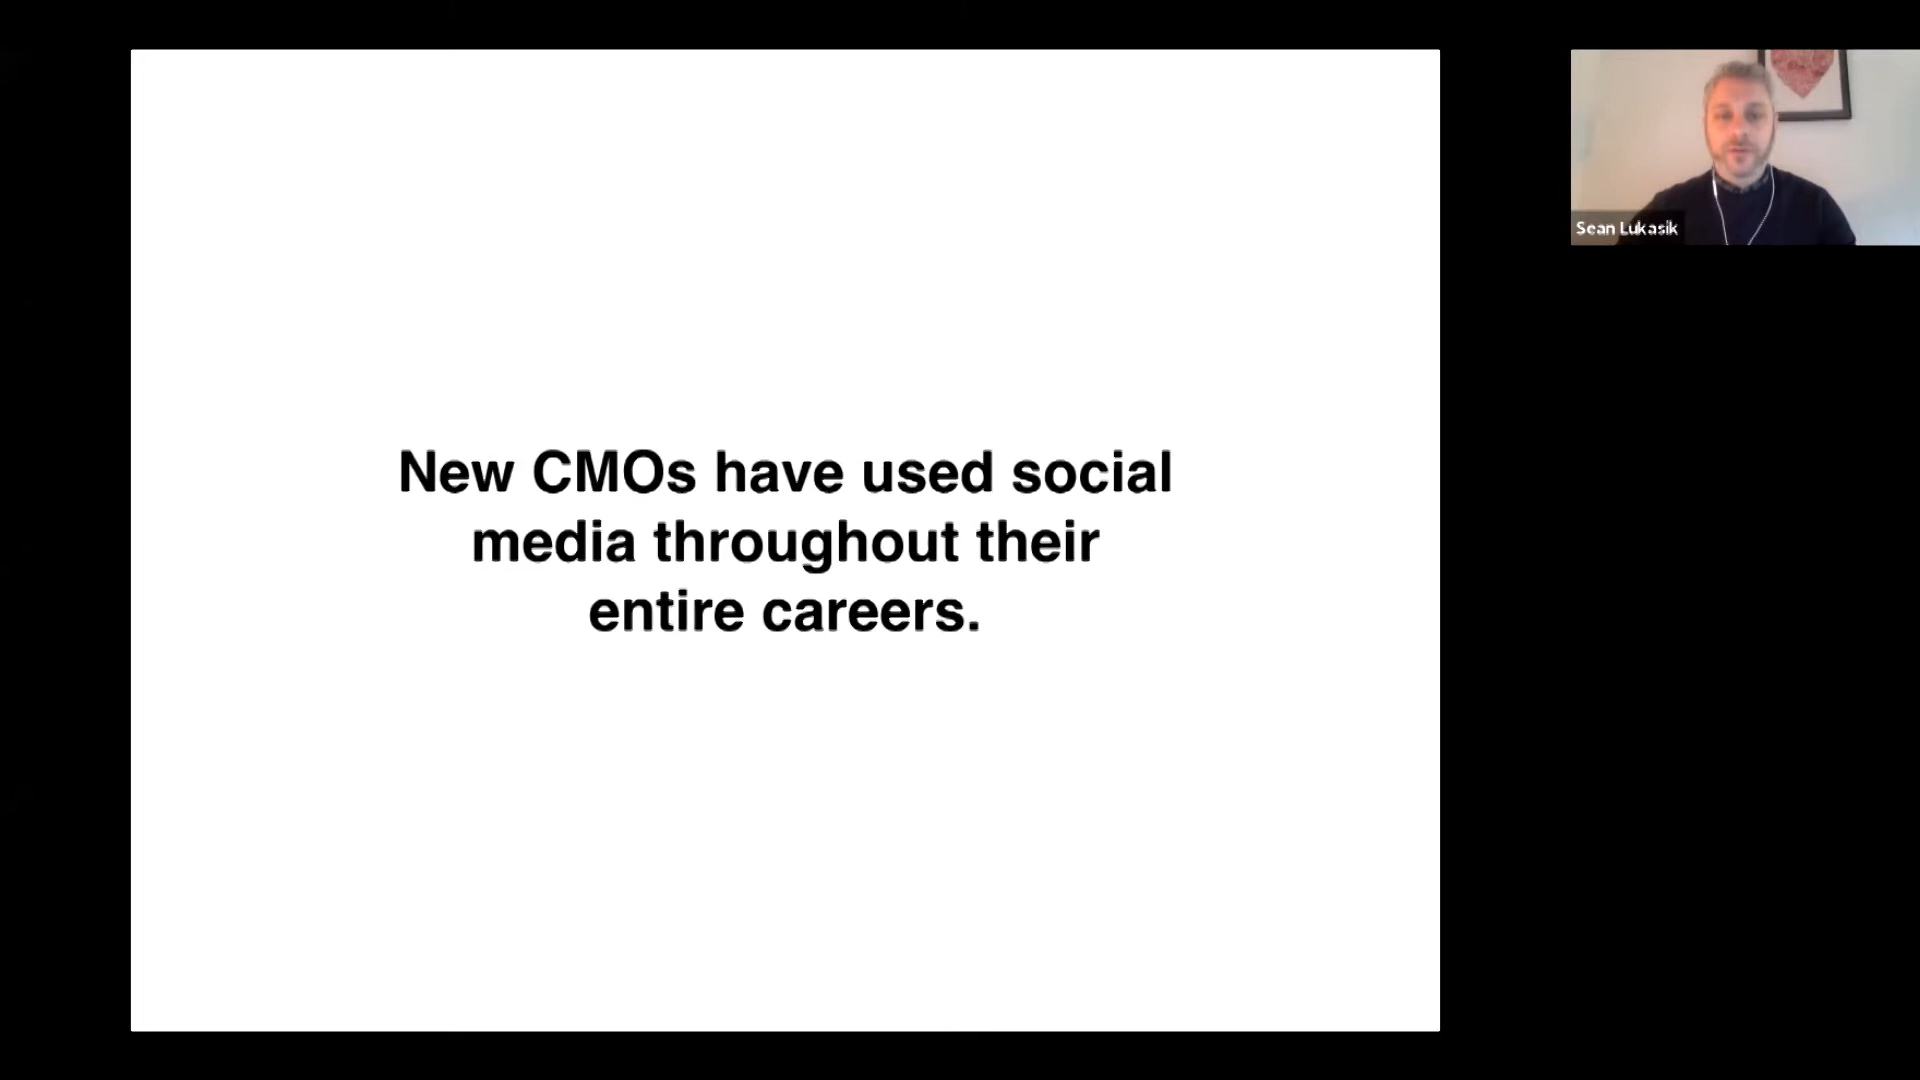 New CMOs have used social
media throughout their
entire careers.
Sean Lukasik